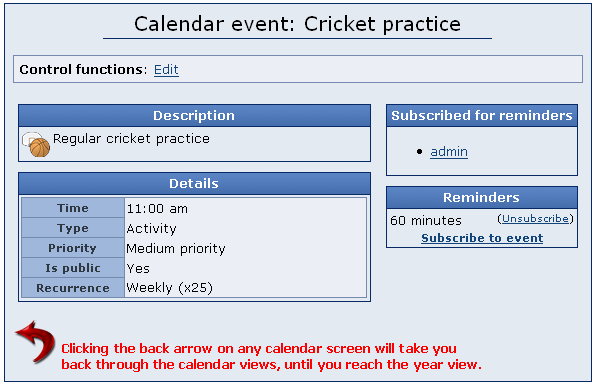 Calendar event: Cricket practice
Control functions: Edit
Description
Regular cricket practice
Details
Time 11:00 am
Type Activity
Priority Medium priority
Is public Yes
Recurrence Weekly (x25)
Subscribed for reminders
admin
Reminders
60 minutes (Unsubscribe)
Subscribe to event
Clicking the back arrow on any calendar screen will take you
back through the calendar views, until you reach the year view.